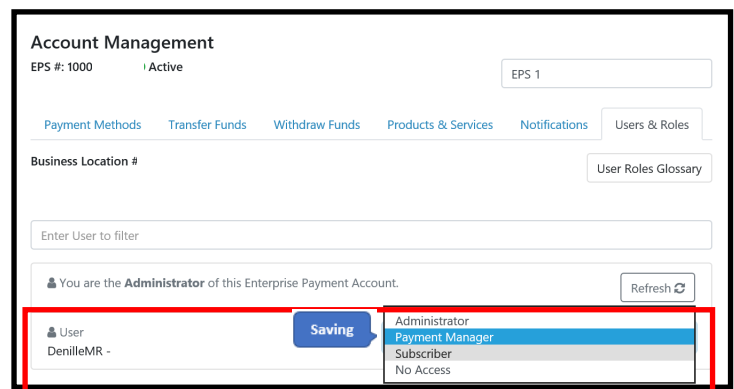 Account Management
EPS #: 1000 Active
EPS 1
Payment Methods Transfer Funds Withdraw Funds Products & Services Notifications Users & Roles
Business Location #
User Roles Glossary
Enter User to filter
You are the Administrator of this Enterprise Payment Account.
Refresh
User
DenilleMR -
Saving
Administrator
Payment Manager
Subscriber
No Access